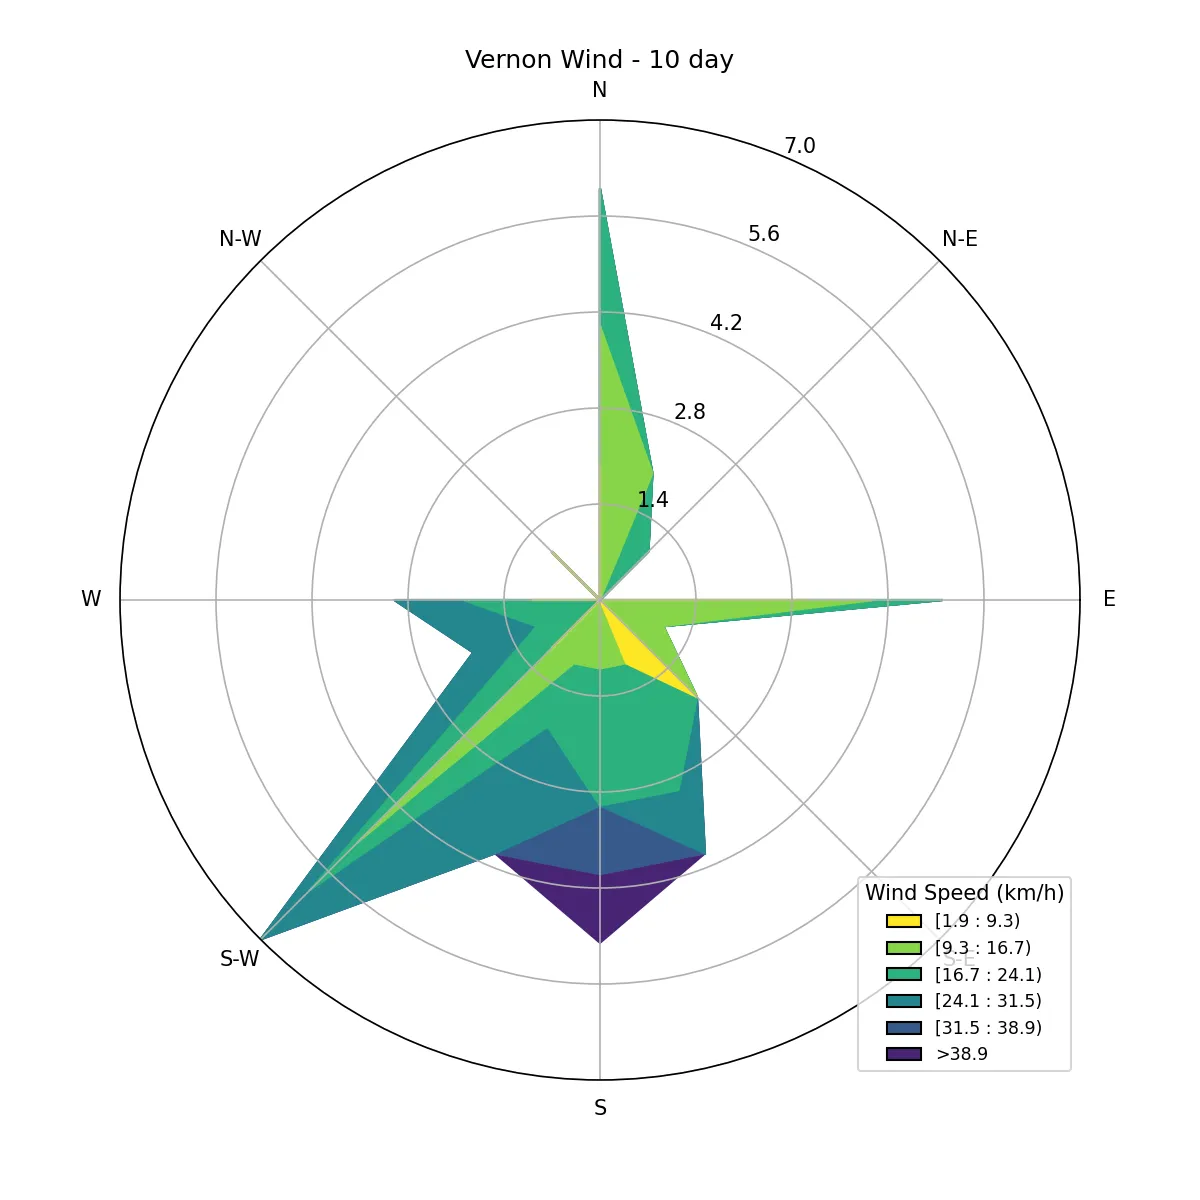 Vernon Wind - 10 day
N
7.0
N-W
5.6
N-E
4.2
2.8
1.4
W
E
S-W
S-E
S
Wind Speed (km/h)
[1.9 : 9.3)
[9.3 : 16.7)
[16.7 : 24.1)
[24.1 : 31.5)
[31.5 : 38.9)
>38.9